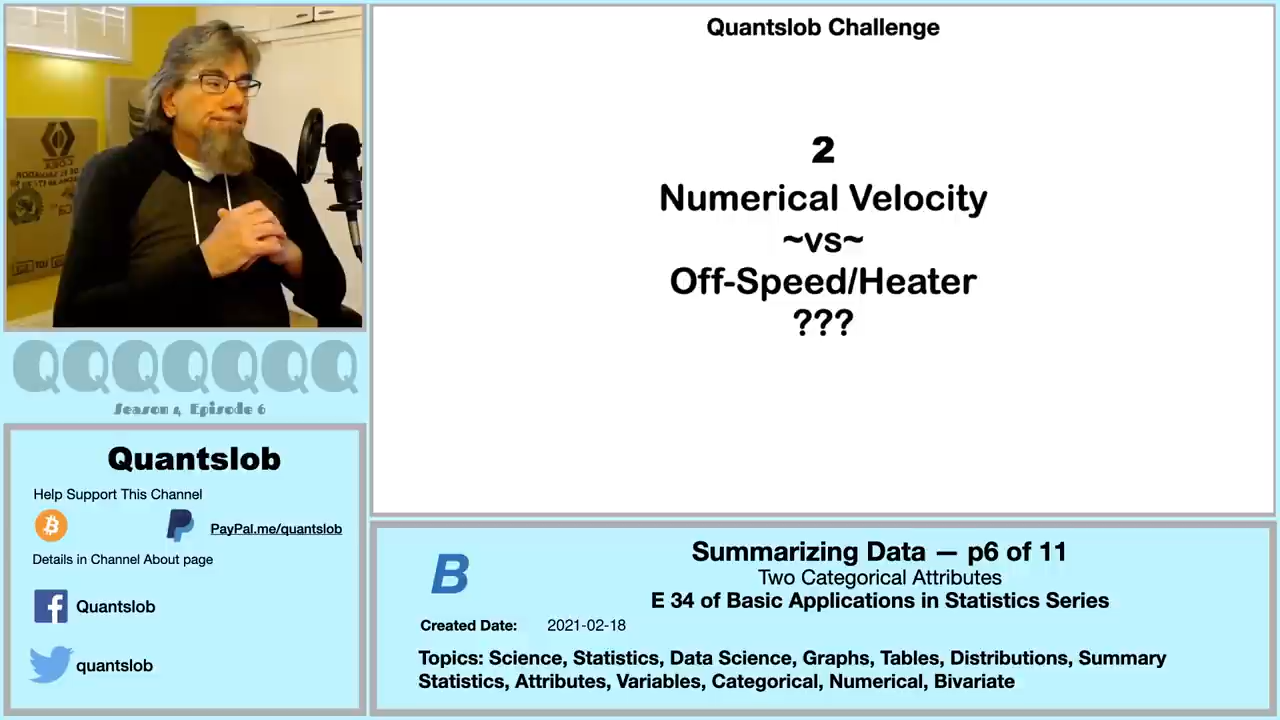 Quantslob Challenge
2
Numerical Velocity
~vs~
Off-Speed/Heater
???
QQQQQQQ
Season 4 Episode 6
Quantslob
Help Support This Channel
PayPal.me/quantslob
Details in Channel About page
Quantslob
quantslob
B
Summarizing Data — p6 of 11
Two Categorical Attributes
E 34 of Basic Applications in Statistics Series
Created Date: 2021-02-18
Topics: Science, Statistics, Data Science, Graphs, Tables, Distributions, Summary
Statistics, Attributes, Variables, Categorical, Numerical, Bivariate